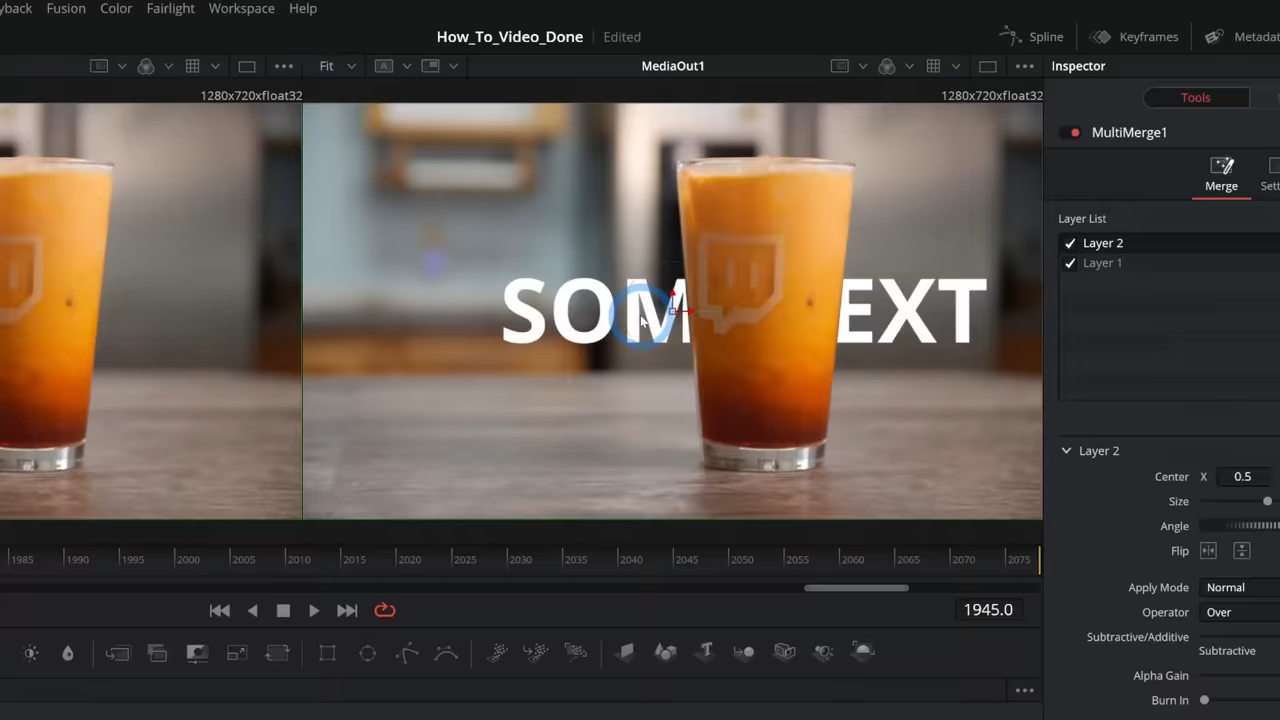 yback Fusion Color Fairlight Workspace Help
How_To_Video_Done Edited
Spline Keyframes Metadat
Fit A MediaOut1 Inspector
1280x720xfloat32 1280x720xfloat32
Tools
MultiMerge1
Merge Sett
Layer List
Layer 2
Layer 1
SOM EXT
Layer 2
Center X 0.5
Size
Angle
Flip
1985 1990 1995 2000 2005 2010 2015 2020 2025 2030 2035 2040 2045 2050 2055 2060 2065 2070 2075
Apply Mode Normal
1945.0
Operator Over
Subtractive/Additive
Subtractive
Alpha Gain
Burn In